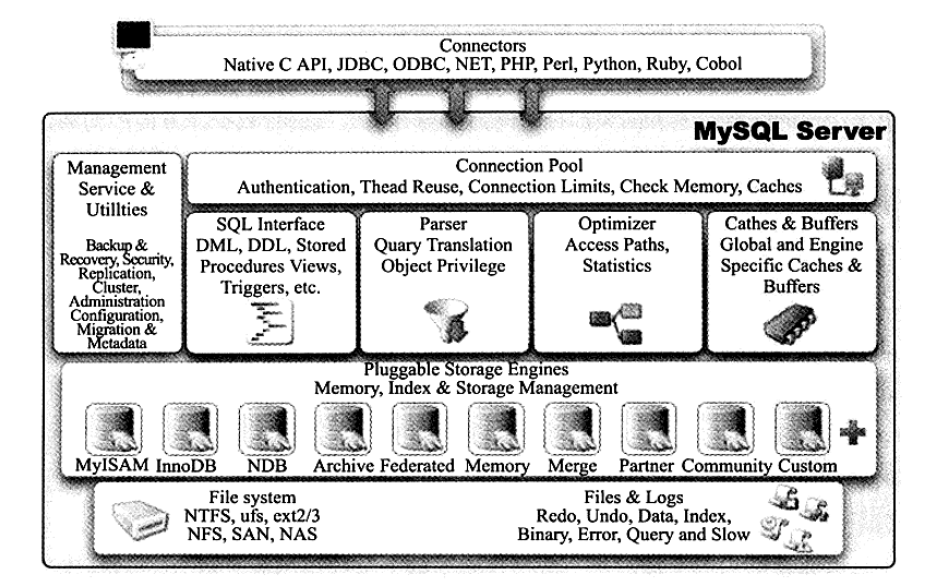 Connectors
Native C API, JDBC, ODBC, NET, PHP, Perl, Python, Ruby, Cobol
MySQL Server
Management
Service &
Utillties
Backup &
Recovery, Security,
Replication,
Cluster,
Administration
Configuration,
Migration &
Metadata
Connection Pool
Authentication, Thead Reuse, Connection Limits, Check Memory, Caches
SQL Interface
DML, DDL, Stored
Procedures Views,
Triggers, etc.
Parser
Quary Translation
Object Privilege
Optimizer
Access Paths,
Statistics
Cathes & Buffers
Global and Engine
Specific Caches &
Buffers
Pluggable Storage Engines
Memory, Index & Storage Management
MyISAM InnoDB NDB Archive Federated Memory Merge Partner Community Custom
File system
NTFS, ufs, ext2/3
NFS, SAN, NAS
Files & Logs
Redo, Undo, Data, Index,
Binary, Error, Query and Slow